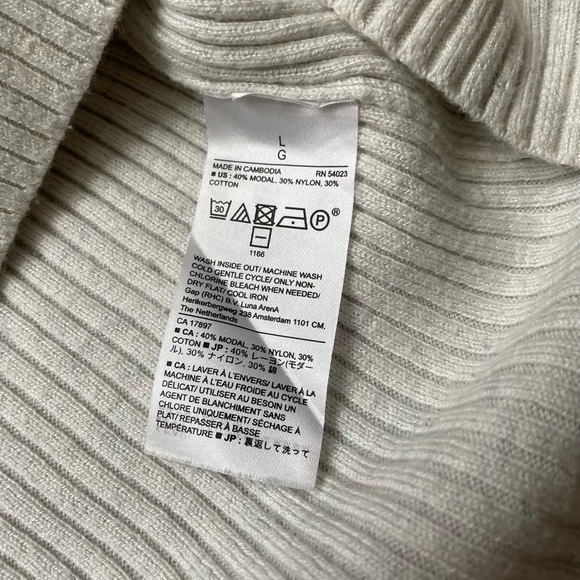 L
G
MADE IN CAMBODIA RN 54023
■ US : 40% MODAL, 30% NYLON, 30%
COTTON
30 P ®
1166
WASH INSIDE OUT/ MACHINE WASH
COLD GENTLE CYCLE/ ONLY NON-
CHLORINE BLEACH WHEN NEEDED/
DRY FLAT/ COOL IRON
Gap (RHC) B.V. Luna ArenA
Herikerbergweg 238 Amsterdam 1101 CM,
The Netherlands
CA 17897
■ CA : 40% MODAL, 30% NYLON, 30%
COTON ■ JP : 40% レーヨン(モダー
ル), 30% ナイロン, 30% 綿
■ CA : LAVER À L'ENVERS/ LAVER À LA
MACHINE À L'EAU FROIDE AU CYCLE
DÉLICAT/ UTILISER AU BESOIN UN
AGENT DE BLANCHIMENT SANS
CHLORE UNIQUEMENT/ SÉCHAGE À
PLAT/ REPASSER À BASSE
TEMPÉRATURE ■ JP : 裏返して洗って